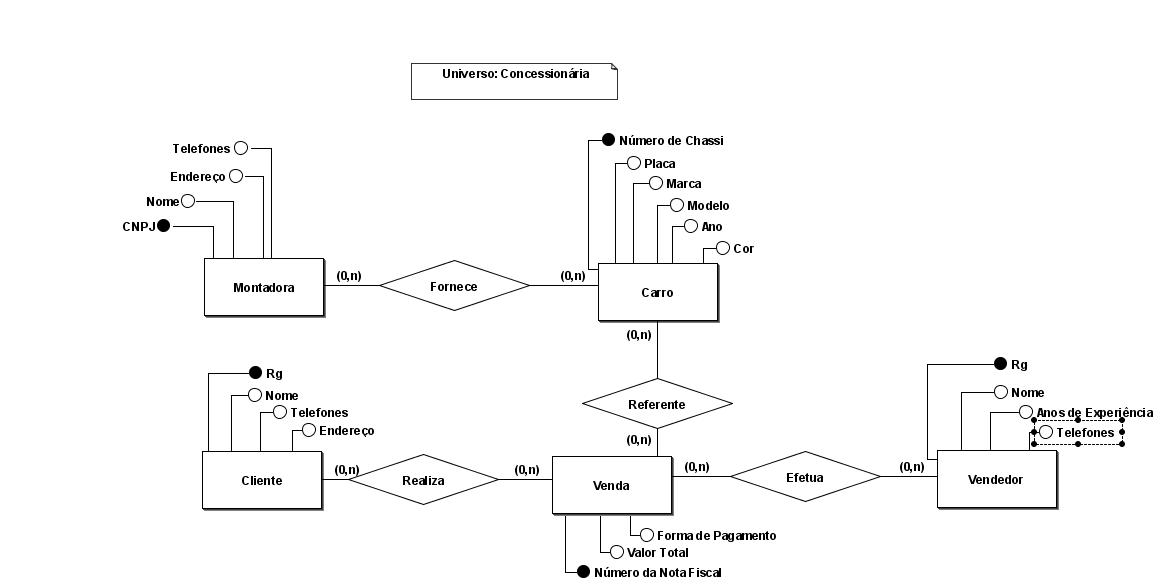 Universo: Concessionária
Número de Chassi
Telefones
Placa
Endereço
Marca
Nome
Modelo
CNPJ
Ano
Cor
(0,n)
(0,n)
Montadora
Fornece
Carro
(0,n)
Rg
Rg
Nome
Nome
Referente
Telefones
Anos de Experiência
Endereço
Telefones
(0,n)
(0,n)
(0,n)
(0,n)
(0,n)
Cliente
Realiza
Venda
Efetua
Vendedor
Forma de Pagamento
Valor Total
Número da Nota Fiscal